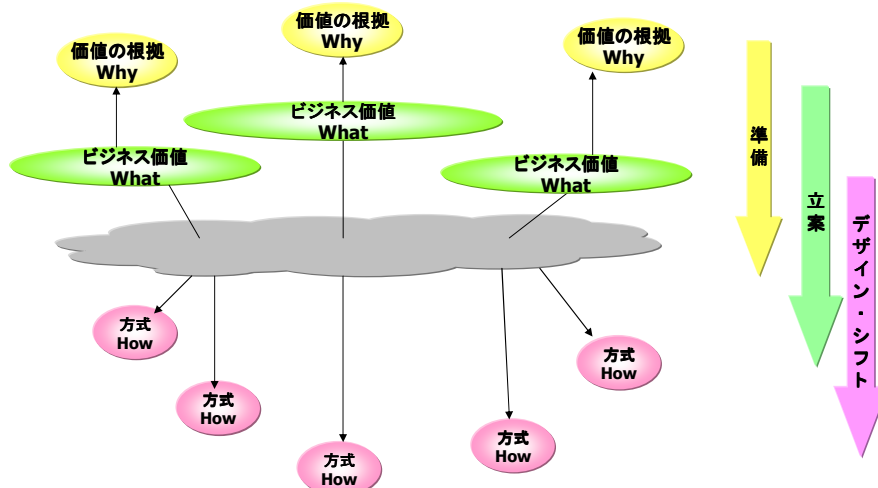 価値の根拠
Why
価値の根拠
Why
価値の根拠
Why
ビジネス価値
What
ビジネス価値
What
ビジネス価値
What
方式
How
方式
How
方式
How
方式
How
方式
How
準備
立案
デザイン・シフト